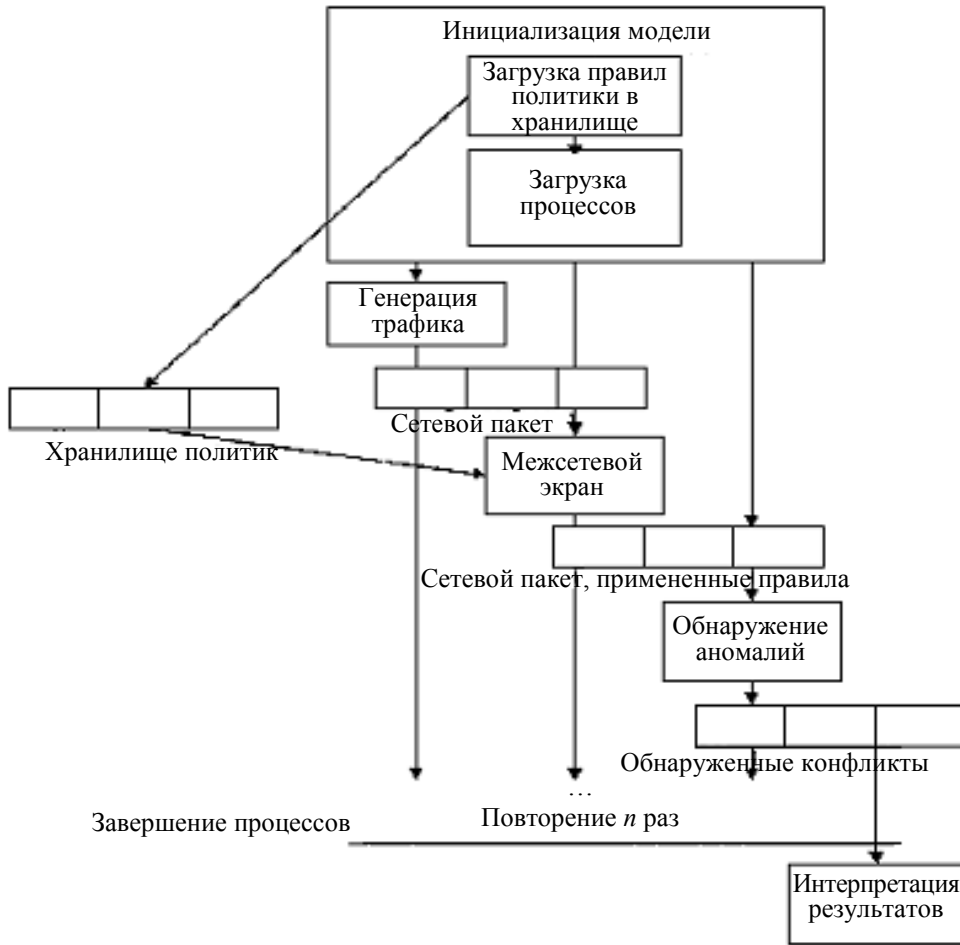 Инициализация модели
Загрузка правил
политики в
хранилище
Загрузка
процессов
Генерация
трафика
Сетевой пакет
Хранилище политик
Межсетевой
экран
Сетевой пакет, примененные правила
Обнаружение
аномалий
Обнаруженные конфликты
…
Повторение n раз
Завершение процессов
Интерпретация
результатов